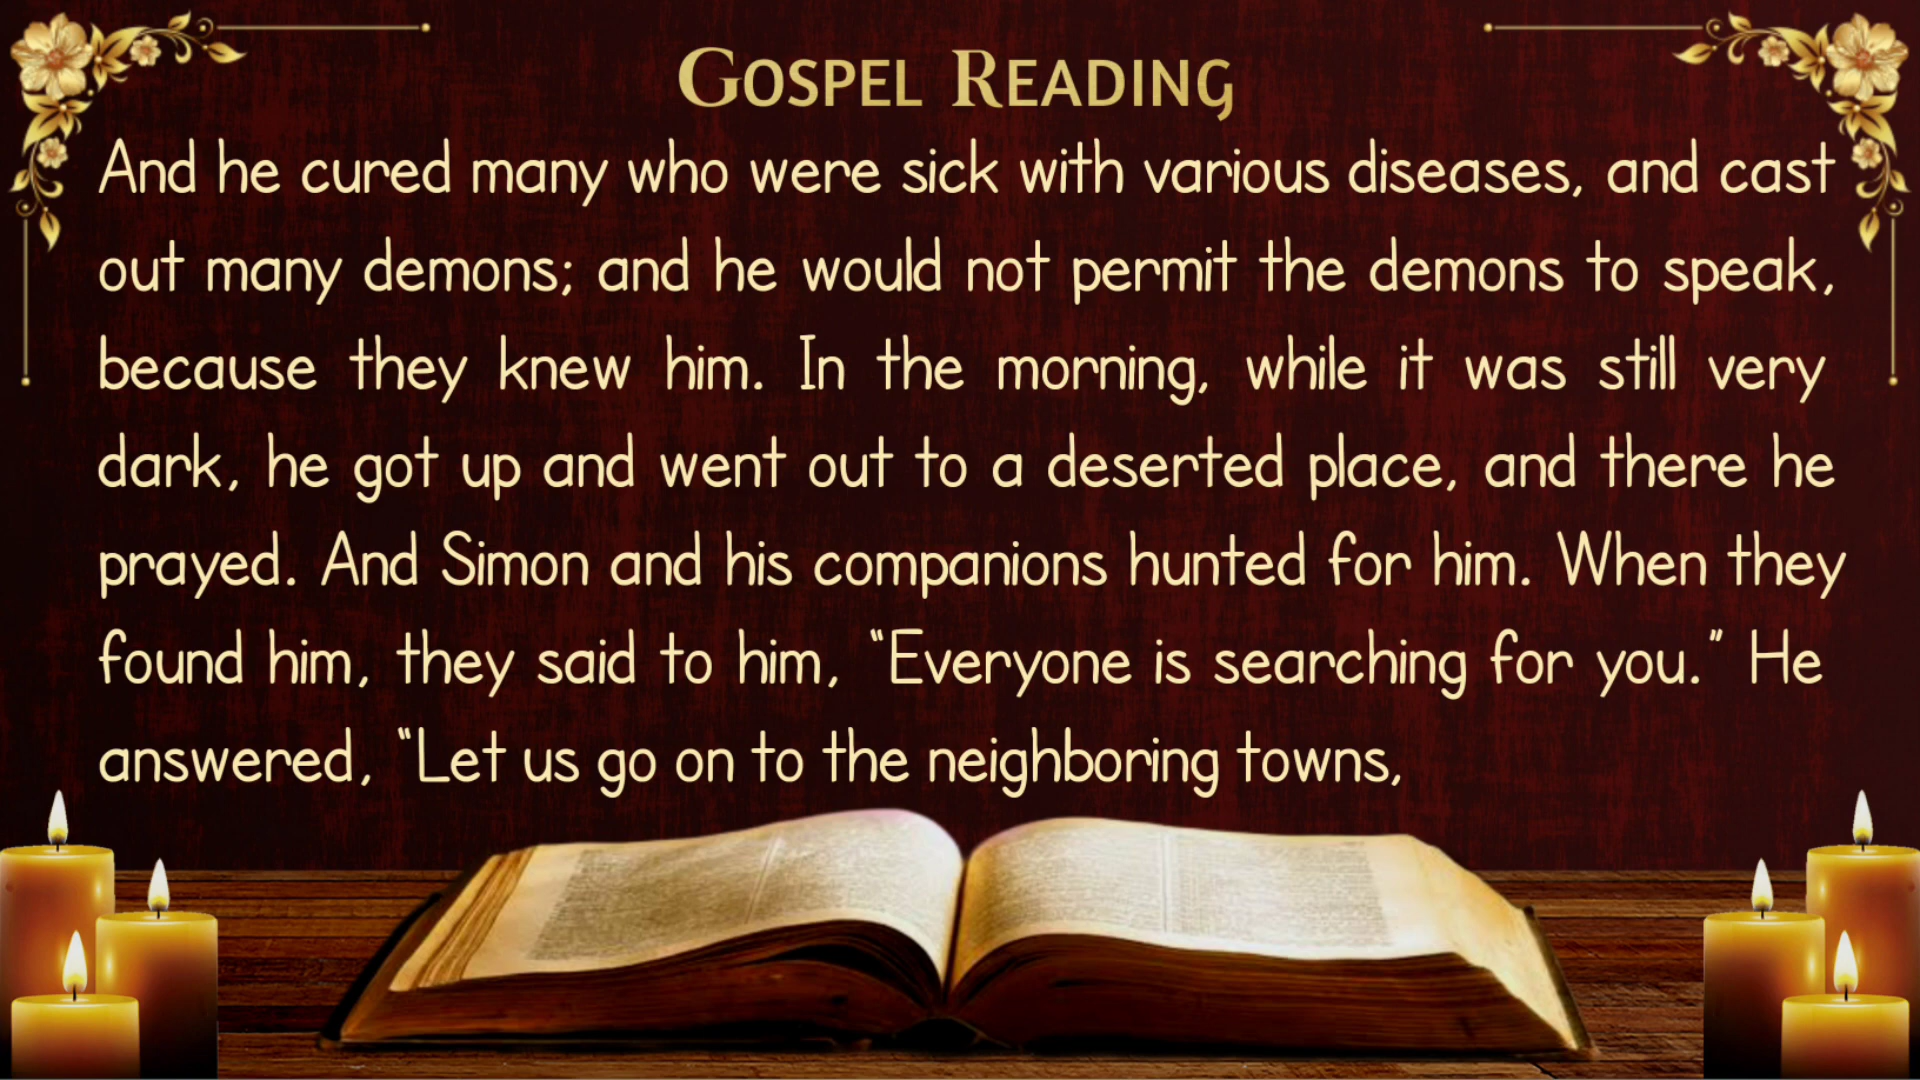 GOSPEL READING
And he cured many who were sick with various diseases, and cast
out many demons; and he would not permit the demons to speak,
because they knew him. In the morning, while it was still very
dark, he got up and went out to a deserted place, and there he
prayed. And Simon and his companions hunted for him. When they
found him, they said to him, “Everyone is searching for you.” He
answered, “Let us go on to the neighboring towns,